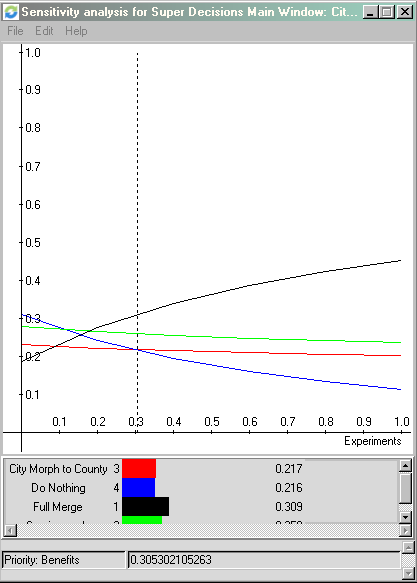 Sensitivity analysis for Super Decisions Main Window: Cit...
File Edit Help
1.0
0.9
0.8
0.7
0.6
0.5
0.4
0.3
0.2
0.1
0.1 0.2 0.3 0.4 0.5 0.6 0.7 0.8 0.9 1.0
Experiments
City Morph to County 3 0.217
Do Nothing 4 0.216
Full Merge 1 0.309
Priority: Benefits 0.305302105263